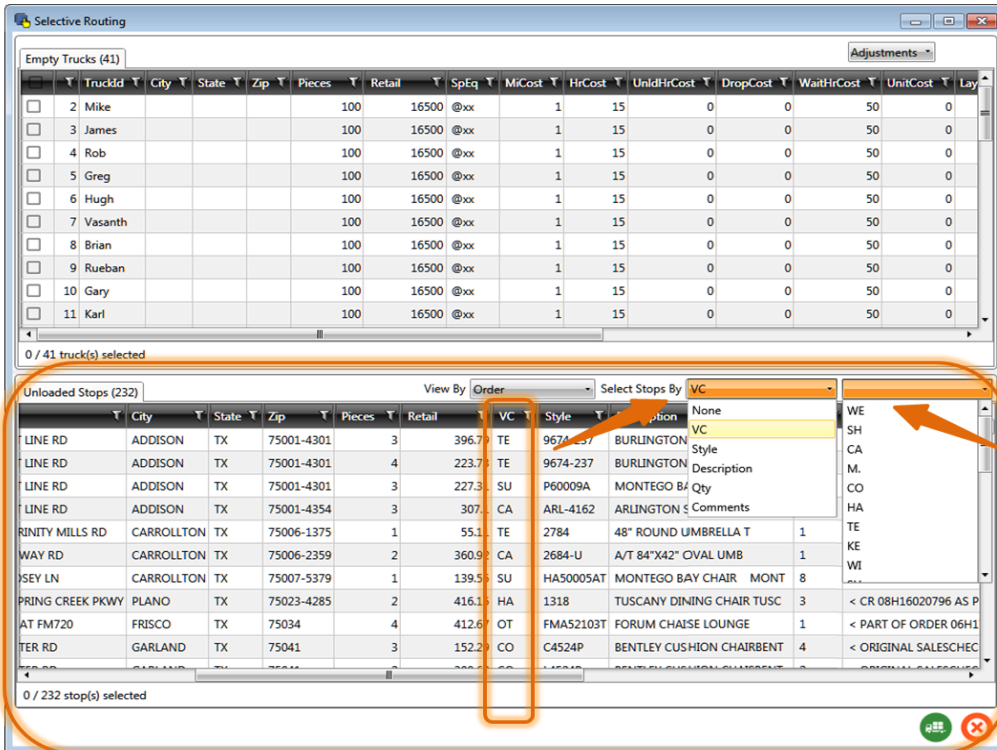 Selective Routing
Empty Trucks (41)
Adjustments
TruckId City State Zip Pieces Retail SpEq MiCost HrCost UnldHrCost DropCost WaitHrCost UnitCost Lay
2 Mike 100 16500 @xx 1 15 0 0 50 0
3 James 100 16500 @xx 1 15 0 0 50 0
4 Rob 100 16500 @xx 1 15 0 0 50 0
5 Greg 100 16500 @xx 1 15 0 0 50 0
6 Hugh 100 16500 @xx 1 15 0 0 50 0
7 Vasanth 100 16500 @xx 1 15 0 0 50 0
8 Brian 100 16500 @xx 1 15 0 0 50 0
9 Rueban 100 16500 @xx 1 15 0 0 50 0
10 Gary 100 16500 @xx 1 15 0 0 50 0
11 Karl 100 16500 @xx 1 15 0 0 50 0
0 / 41 truck(s) selected
Unloaded Stops (232)
View By Order Select Stops By VC
City State Zip Pieces Retail VC Style
None
VC
Style
Description
Qty
Comments
WE
SH
CA
M.
CO
HA
TE
KE
WI
LINE RD ADDISON TX 75001-4301 3 TE BURLINGTON
LINE RD ADDISON TX 75001-4301 4 TE 9674-237 BURLINGTON
LINE RD ADDISON TX 75001-4301 3 SU P60009A MONTEGO
LINE RD ADDISON TX 75001-4354 3 CA ARL-4162 ARLINGTON
RINITY MILLS RD CARROLLTON TX 75006-1375 1 TE 2784 48" ROUND UMBRELLA T 1
WAY RD CARROLLTON TX 75006-2359 2 CA 2684-U A/T 84"X42" OVAL UMB 1
SEY LN CARROLLTON TX 75007-5379 1 SU HA50005AT MONTEGO BAY CHAIR MONT 8
PRING CREEK PKWY PLANO TX 75023-4285 2 HA 1318 TUSCANY DINING CHAIR TUSC 3 < CR 08H16020796 AS P
AT FM720 FRISCO TX 75034 4 OT FMA52103T FORUM CHAISE LOUNGE 1 < PART OF ORDER 06H1
TER RD GARLAND TX 75041 3 CO C4524P BENTLEY CUSHION CHAIRBENT 4 < ORIGINAL SALESCHEC
0 / 232 stop(s) selected